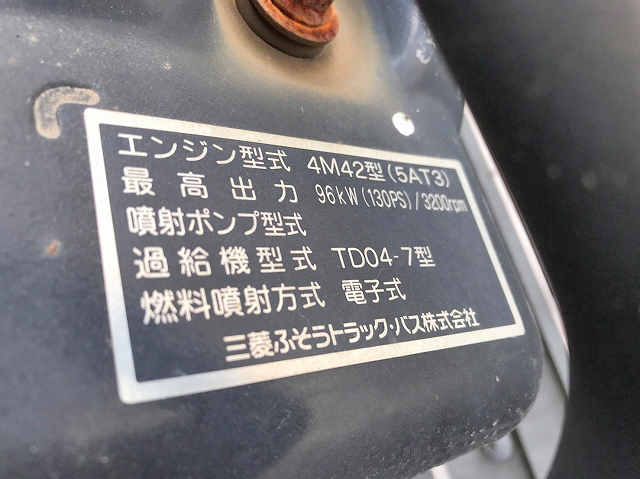 エンジン型式 4M42型(5AT3)
最高出力 96kW(130PS)/3200rpm
噴射ポンプ型式
過給機型式 TD04-7型
燃料噴射方式 電子式
三菱ふそうトラック・バス株式会社